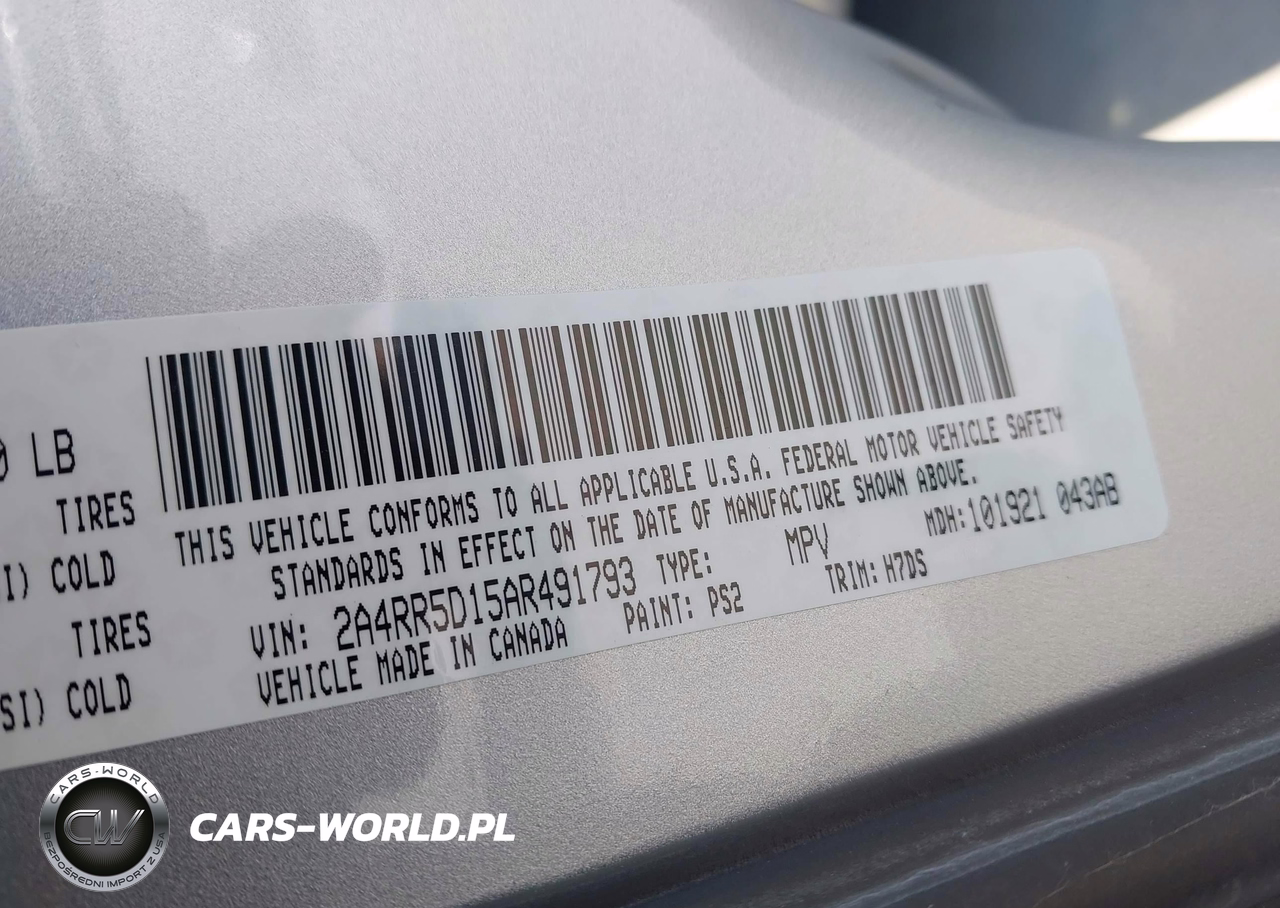 0 LB
TIRES
SI) COLD
TIRES
SI) COLD
THIS VEHICLE CONFORMS TO ALL APPLICABLE U.S.A. FEDERAL MOTOR VEHICLE SAFETY
STANDARDS IN EFFECT ON THE DATE OF MANUFACTURE SHOWN ABOVE.
VIN: 2A4RR5D15AR491793 TYPE: MPV MDH:101921 043AB
VEHICLE MADE IN CANADA PAINT: PS2 TRIM: H7DS
CARS-WORLD
CW
BEZPOŚREDNI IMPORT Z USA
CARS-WORLD.PL